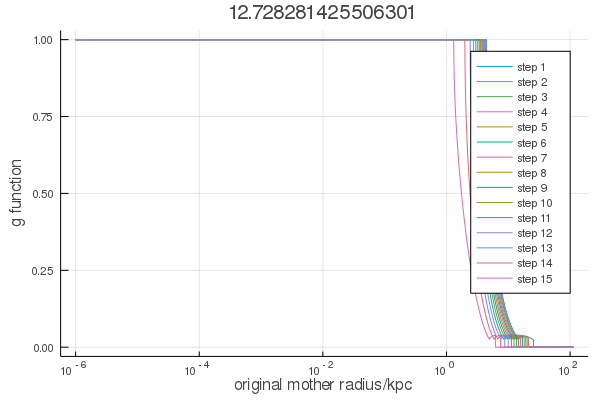 12.728281425506301
g function
1.00
0.75
0.50
0.25
0.00
step 1
step 2
step 3
step 4
step 5
step 6
step 7
step 8
step 9
step 10
step 11
step 12
step 13
step 14
step 15
10^-6
10^-4
10^-2
10^0
10^2
original mother radius/kpc